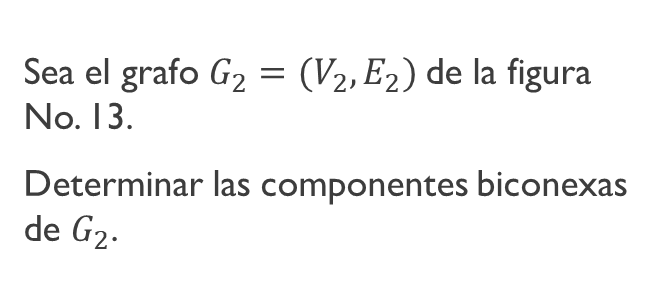 Sea el grafo 𝐺₂ = (𝑉₂, 𝐸₂) de la figura
No. 13.
Determinar las componentes biconexas
de 𝐺₂.